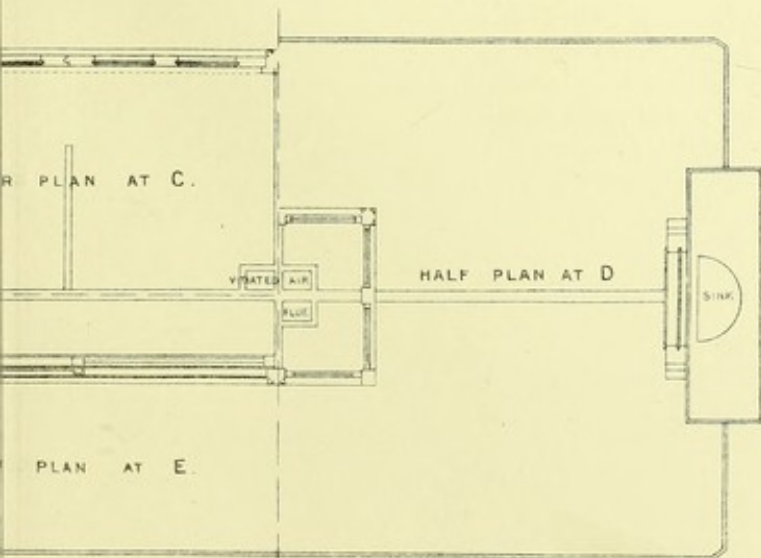 R PLAN AT C.
VITIATED AIR
HALF PLAN AT D
SINK
FLUE
PLAN AT E.